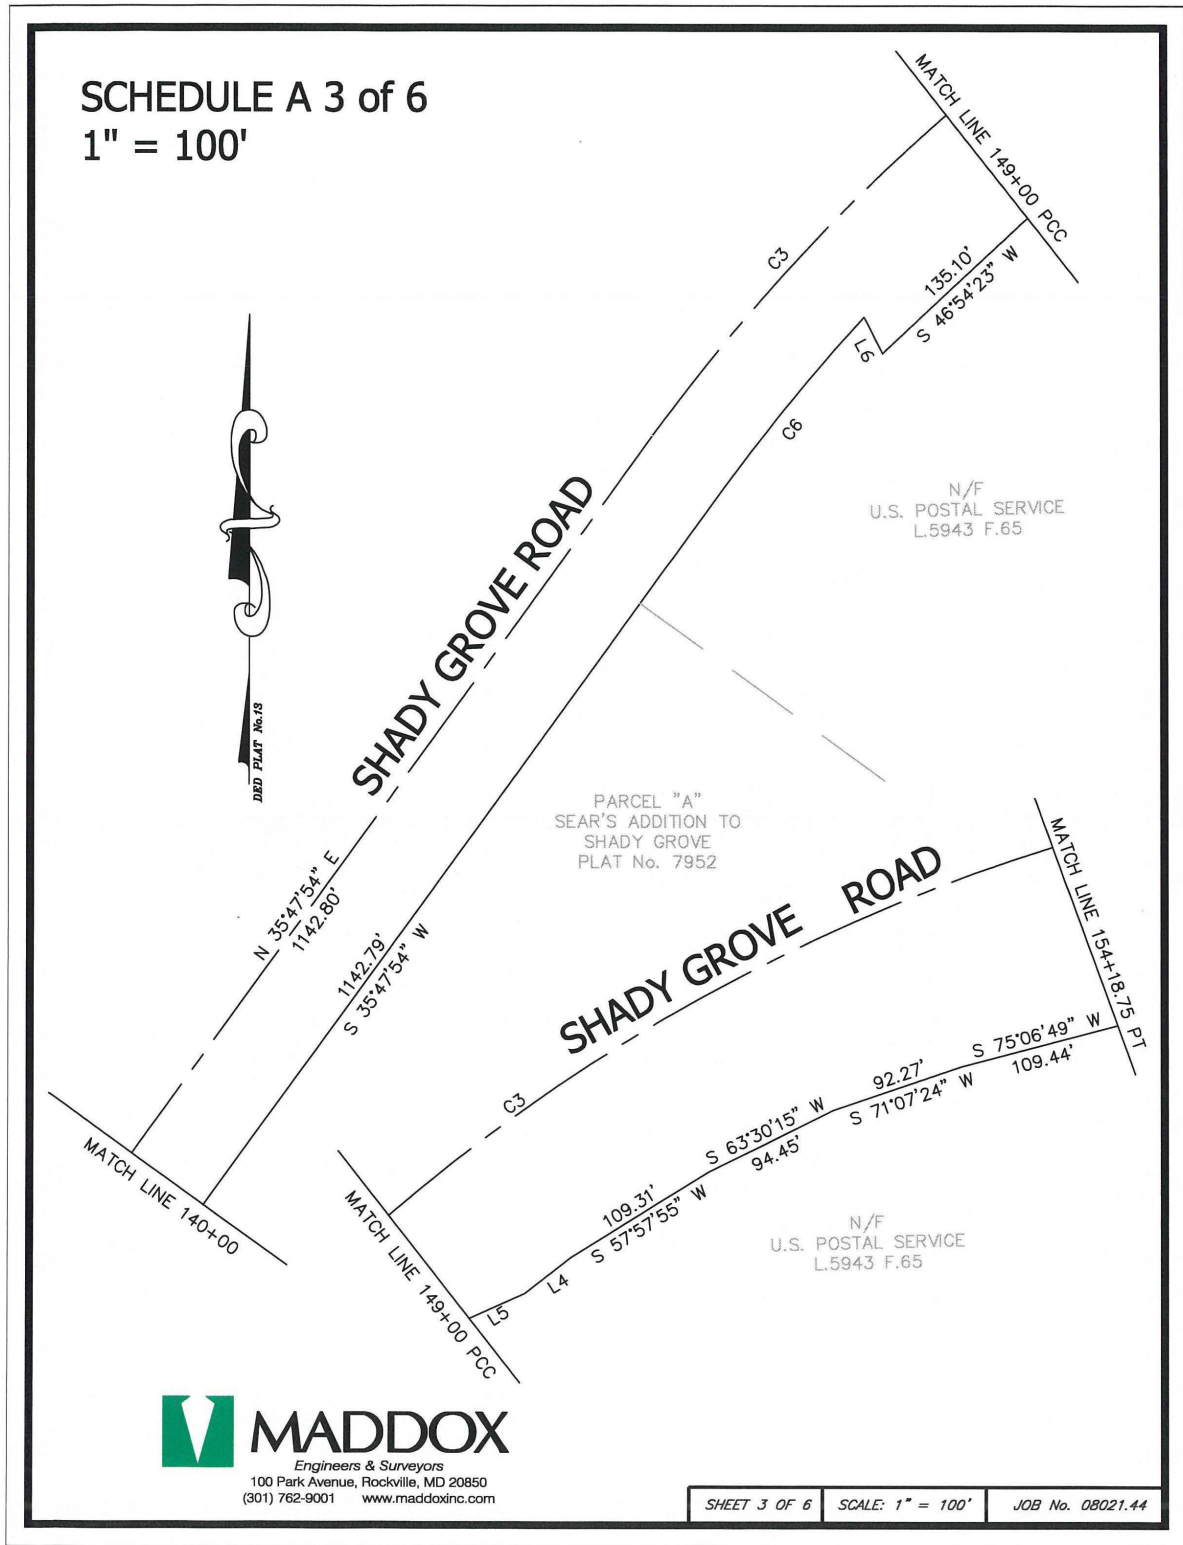 SCHEDULE A 3 of 6
1" = 100'
MATCH LINE 149+00 PCC
C3
135.10'
S 46°54'23" W
L6
C6
N/F
U.S. POSTAL SERVICE
L.5943 F.65
SHADY GROVE ROAD
DED PLAT No.13
PARCEL "A"
SEAR'S ADDITION TO
SHADY GROVE
PLAT No. 7952
N 35°47'54" E
1142.80'
1142.79'
S 35°47'54" W
MATCH LINE 140+00
SHADY GROVE ROAD
MATCH LINE 154+18.75 PT
C3
S 75°06'49" W
109.44'
92.27'
S 71°07'24" W
S 63°30'15" W
94.45'
109.31'
S 57°57'55" W
L4
L5
MATCH LINE 149+00 PCC
N/F
U.S. POSTAL SERVICE
L.5943 F.65
MADDOX
Engineers & Surveyors
100 Park Avenue, Rockville, MD 20850
(301) 762-9001 www.maddoxinc.com
SHEET 3 OF 6
SCALE: 1" = 100'
JOB No. 08021.44